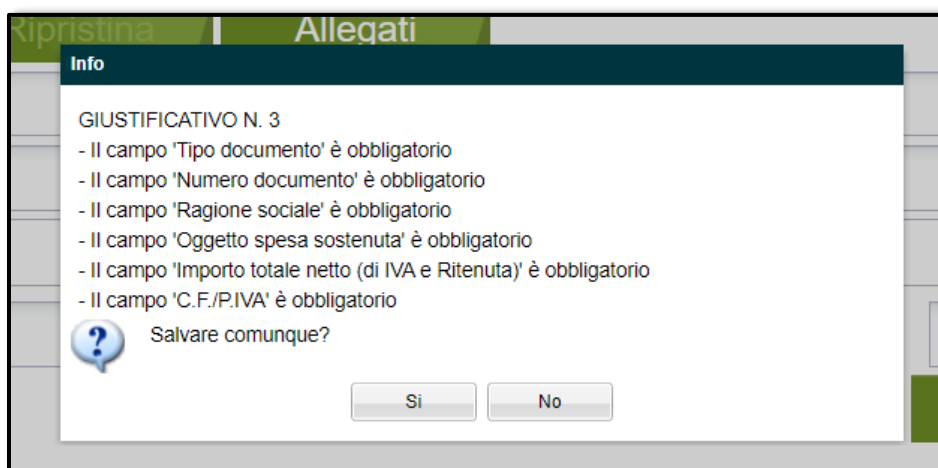 Ripristina
Allegati
Info
GIUSTIFICATIVO N. 3
- Il campo 'Tipo documento' è obbligatorio
- Il campo 'Numero documento' è obbligatorio
- Il campo 'Ragione sociale' è obbligatorio
- Il campo 'Oggetto spesa sostenuta' è obbligatorio
- Il campo 'Importo totale netto (di IVA e Ritenuta)' è obbligatorio
- Il campo 'C.F./P.IVA' è obbligatorio
Salvare comunque?
Si
No